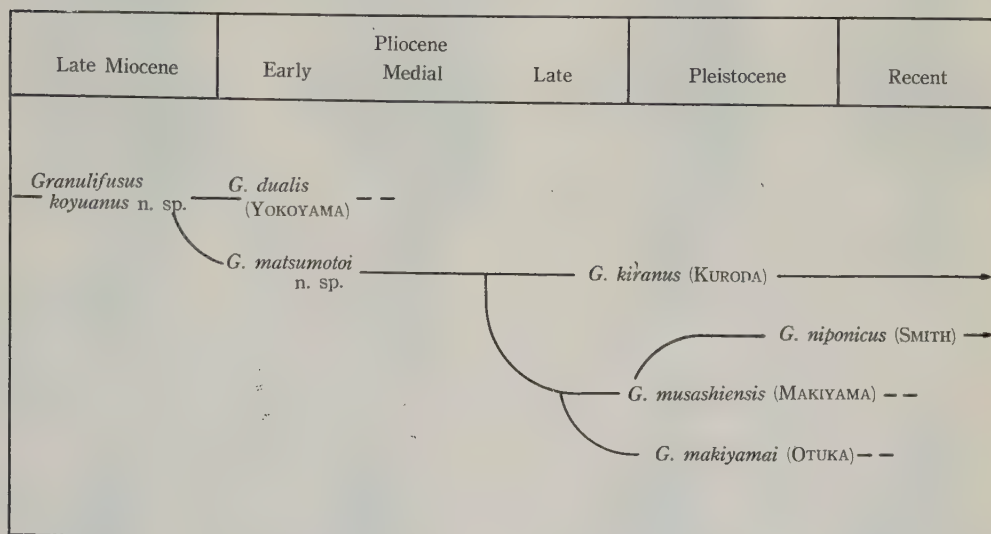 Late Miocene
Pliocene
Early
Medial
Late
Pleistocene
Recent
Granulifusus
koyuanus n. sp.
G. dualis
(YOKOYAMA)
G. matsumotoi
n. sp.
G. kiranus (KURODA)
G. niponicus (SMITH)
G. musashiensis (MAKIYAMA)
G. makiyamai (OTUKA)